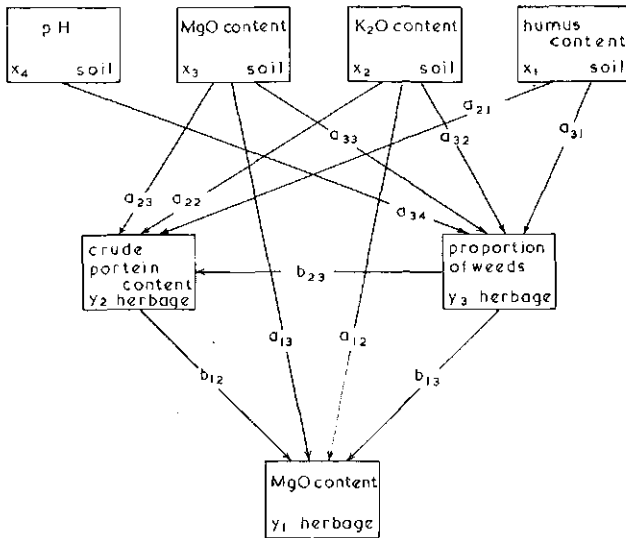 pH
x4 soil
MgO content
x3 soil
K2O content
x2 soil
humus
content
x1 soil
a21
a33
a32
a31
a23
a22
a34
crude
portein
content
y2 herbage
b23
proportion
of weeds
y3 herbage
a13
a12
b12
b13
MgO content
y1 herbage